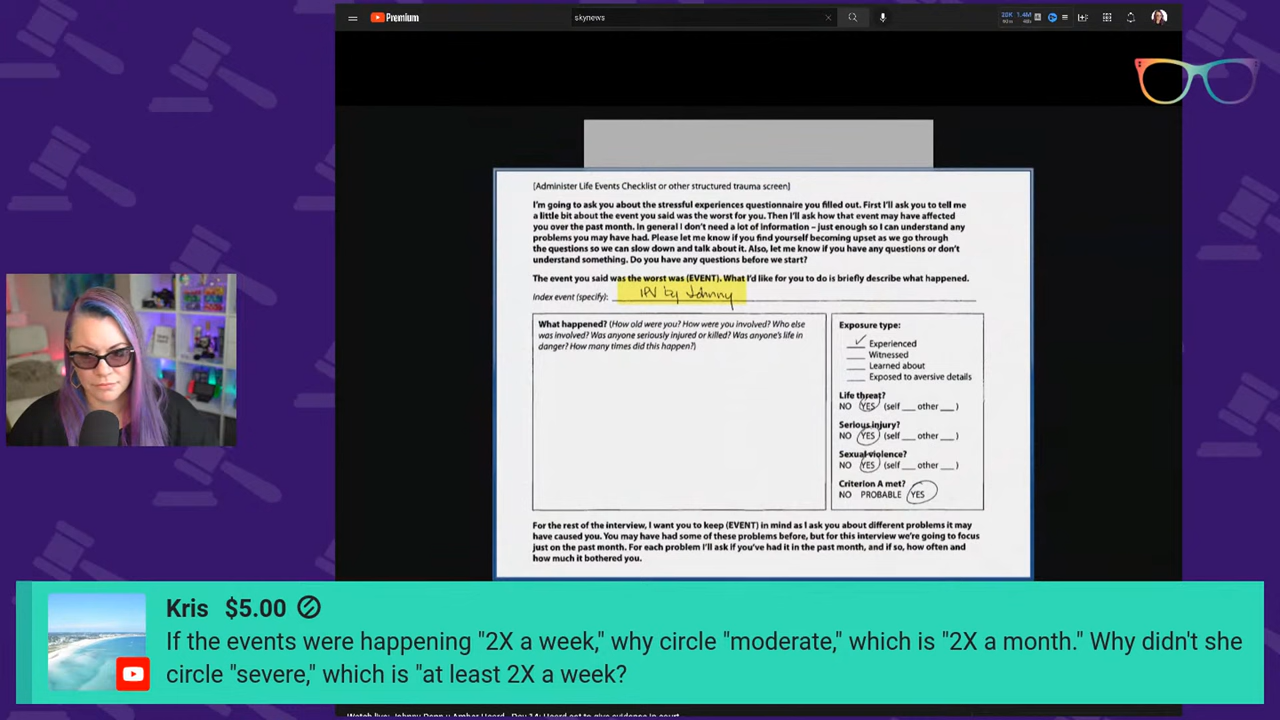 Premium
skynews
20K 1.4M
60м 48h
[Administer Life Events Checklist or other structured trauma screen]
I'm going to ask you about the stressful experiences questionnaire you filled out. First I'll ask you to tell me
a little bit about the event you said was the worst for you. Then I'll ask how that event may have affected
you over the past month. In general I don't need a lot of information – just enough so I can understand any
problems you may have had. Please let me know if you find yourself becoming upset as we go through
the questions so we can slow down and talk about it. Also, let me know if you have any questions or don't
understand something. Do you have any questions before we start?
The event you said was the worst was (EVENT). What I'd like for you to do is briefly describe what happened.
Index event (specify): IPV by Johnny
What happened? (How old were you? How were you involved? Who else
was involved? Was anyone seriously injured or killed? Was anyone's life in
danger? How many times did this happen?)
Exposure type:
Experienced
Witnessed
Learned about
Exposed to aversive details
Life threat?
NO YES (self __ other __ )
Serious injury?
NO YES (self __ other __ )
Sexual violence?
NO YES (self __ other __ )
Criterion A met?
NO PROBABLE YES
For the rest of the interview, I want you to keep (EVENT) in mind as I ask you about different problems it may
have caused you. You may have had some of these problems before, but for this interview we're going to focus
just on the past month. For each problem I'll ask if you've had it in the past month, and if so, how often and
how much it bothered you.
Kris $5.00
If the events were happening "2X a week," why circle "moderate," which is "2X a month." Why didn't she
circle "severe," which is "at least 2X a week?